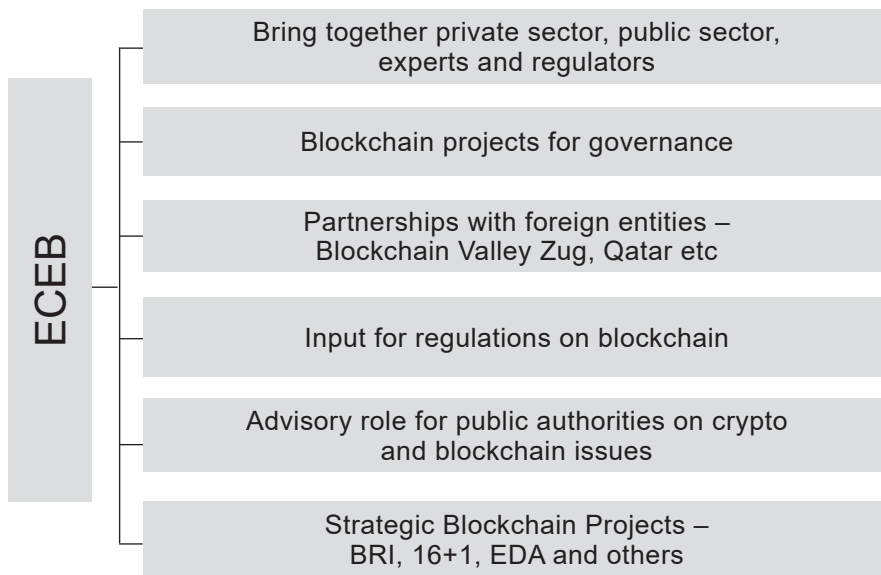 ECEB
Bring together private sector, public sector,
experts and regulators
Blockchain projects for governance
Partnerships with foreign entities –
Blockchain Valley Zug, Qatar etc
Input for regulations on blockchain
Advisory role for public authorities on crypto
and blockchain issues
Strategic Blockchain Projects –
BRI, 16+1, EDA and others